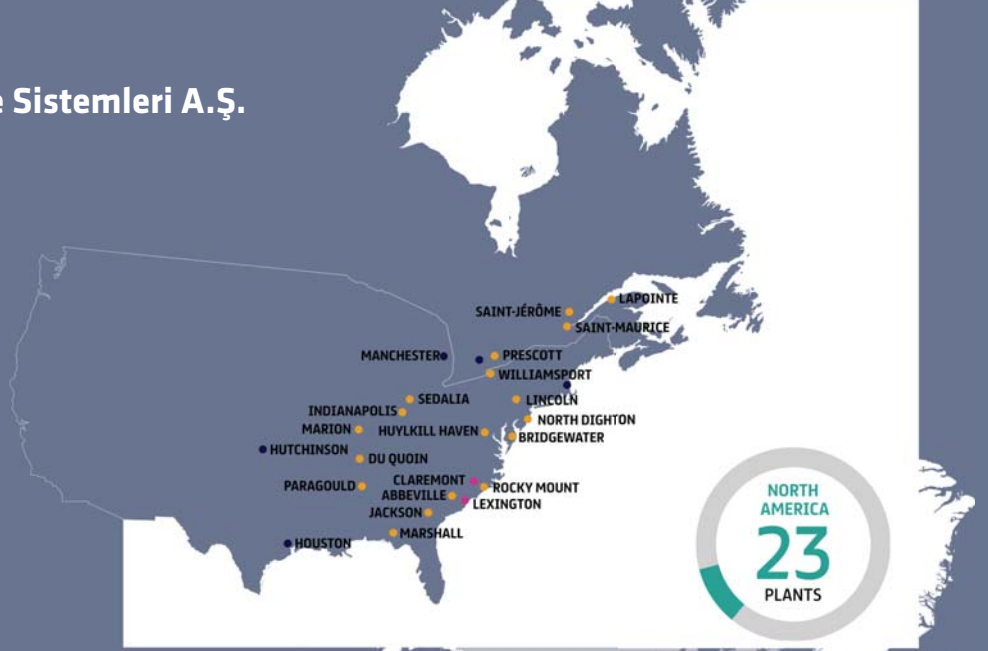 e Sistemleri A.Ş.
LAPOINTE
SAINT-JÉRÔME
SAINT-MAURICE
MANCHESTER
PRESCOTT
WILLIAMSPORT
SEDALIA
LINCOLN
INDIANAPOLIS
NORTH DIGHTON
MARION
HUYLKILL HAVEN
BRIDGEWATER
HUTCHINSON
DU QUOIN
CLAREMONT
PARAGOULD
ROCKY MOUNT
ABBEVILLE
LEXINGTON
JACKSON
MARSHALL
HOUSTON
NORTH
AMERICA
23
PLANTS